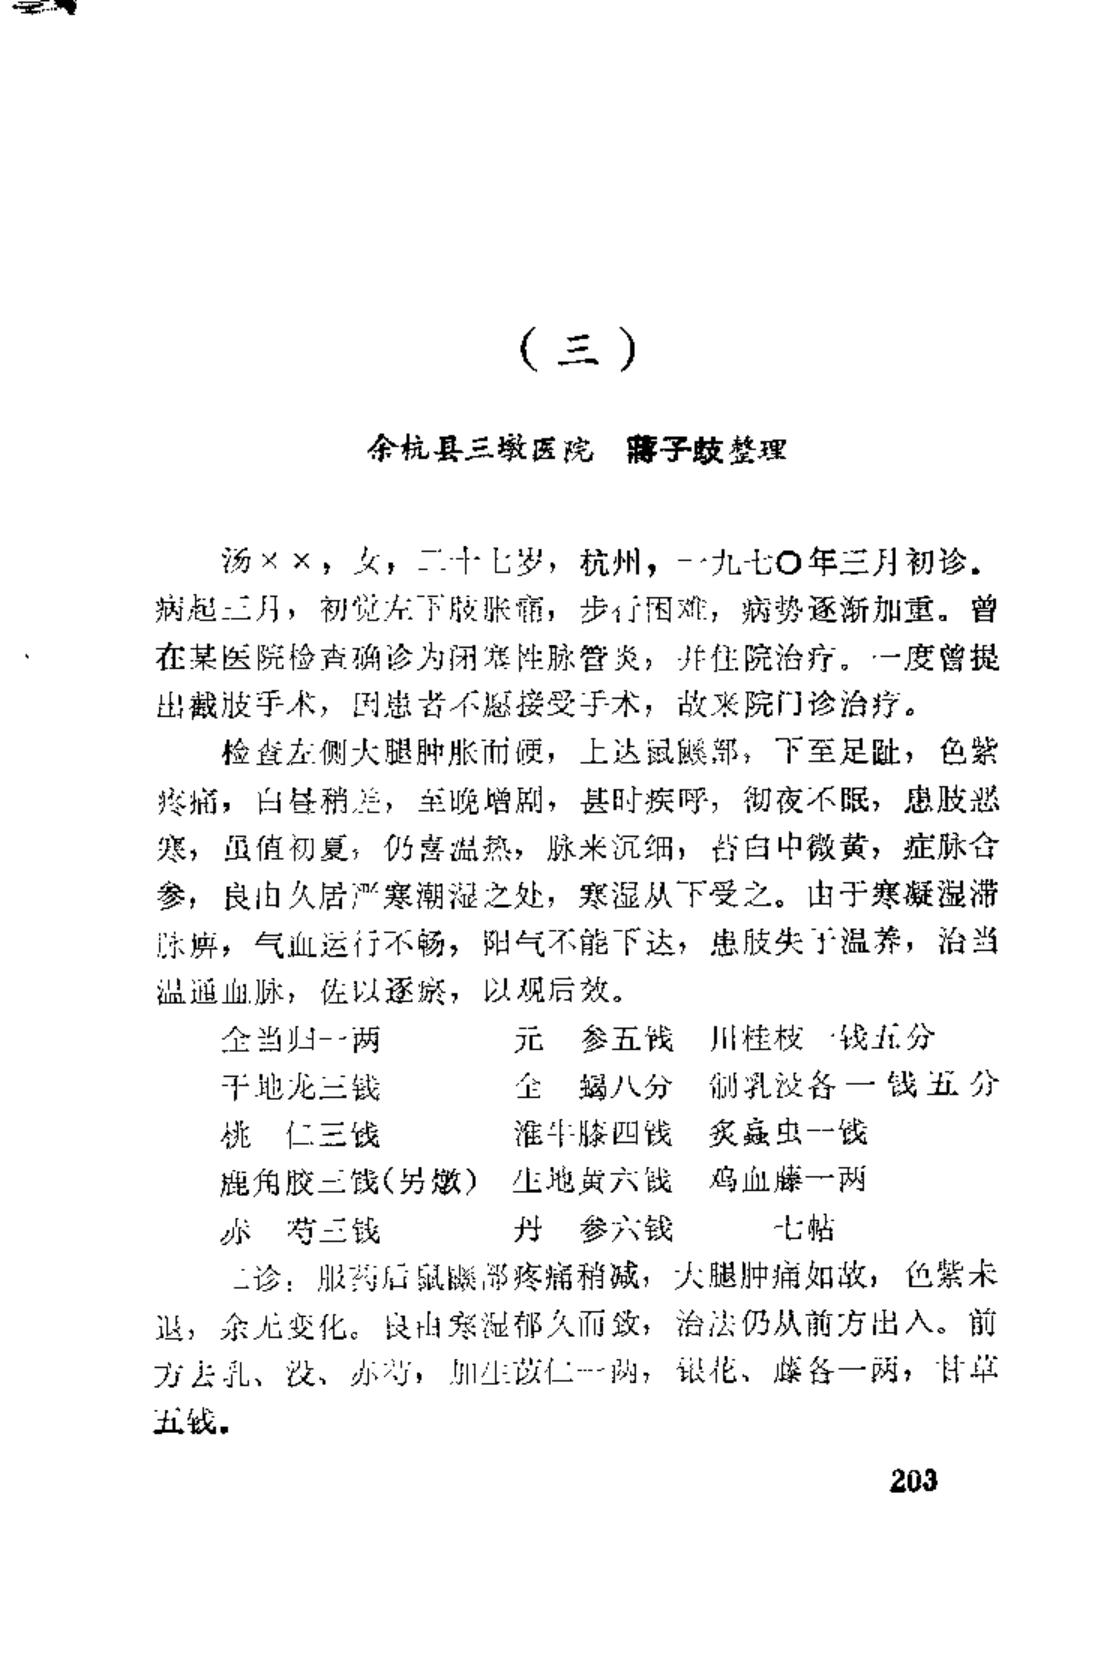 （三）
余杭县三墩医院　蔣子歧整理
汤××，女，二十七岁，杭州，一九七〇年三月初诊。
病起三月，初觉左下肢胀痛，步行困难，病势逐渐加重。曾
在某医院检查确诊为闭塞性脉管炎，并住院治疗。一度曾提
出截肢手术，因患者不愿接受手术，故来院门诊治疗。
检查左侧大腿肿胀而硬，上达鼠鼷部，下至足趾，色紫
疼痛，白昼稍差，至晚增剧，甚时疾呼，彻夜不眠，患肢恶
寒，虽值初夏，仍喜温热，脉来沉细，苔白中微黄，症脉合
参，良由久居严寒潮湿之处，寒湿从下受之。由于寒凝湿滞
脉痹，气血运行不畅，阳气不能下达，患肢失于温养，治当
温通血脉，佐以逐瘀，以观后效。
全当归一两　元　参五钱　川桂枝一钱五分
干地龙三钱　全　蝎八分　制乳没各一钱五分
桃　仁三钱　淮牛膝四钱　炙蟅虫一钱
鹿角胶三钱（另燉）　生地黄六钱　鸡血藤一两
赤　芍三钱　丹　参六钱　七帖
二诊：服药后鼠鼷部疼痛稍减，大腿肿痛如故，色紫未
退，余无变化。良由寒湿郁久而致，治法仍从前方出入。前
方去乳、没、赤芍，加生苡仁一两，银花、藤各一两，甘草
五钱。
203